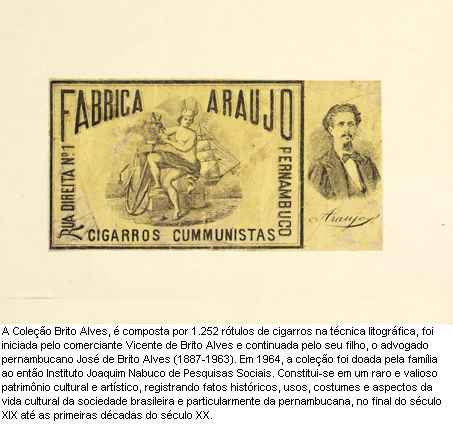 FABRICA ARAUJO
RUA DIREITA Nº 1
PERNAMBUCO
CIGARROS CUMMUNISTAS
Araujo
A Coleção Brito Alves, é composta por 1.252 rótulos de cigarros na técnica litográfica, foi
iniciada pelo comerciante Vicente de Brito Alves e continuada pelo seu filho, o advogado
pernambucano José de Brito Alves (1887-1963). Em 1964, a coleção foi doada pela família
ao então Instituto Joaquim Nabuco de Pesquisas Sociais. Constitui-se em um raro e valioso
patrimônio cultural e artístico, registrando fatos históricos, usos, costumes e aspectos da
vida cultural da sociedade brasileira e particularmente da pernambucana, no final do século
XIX até as primeiras décadas do século XX.